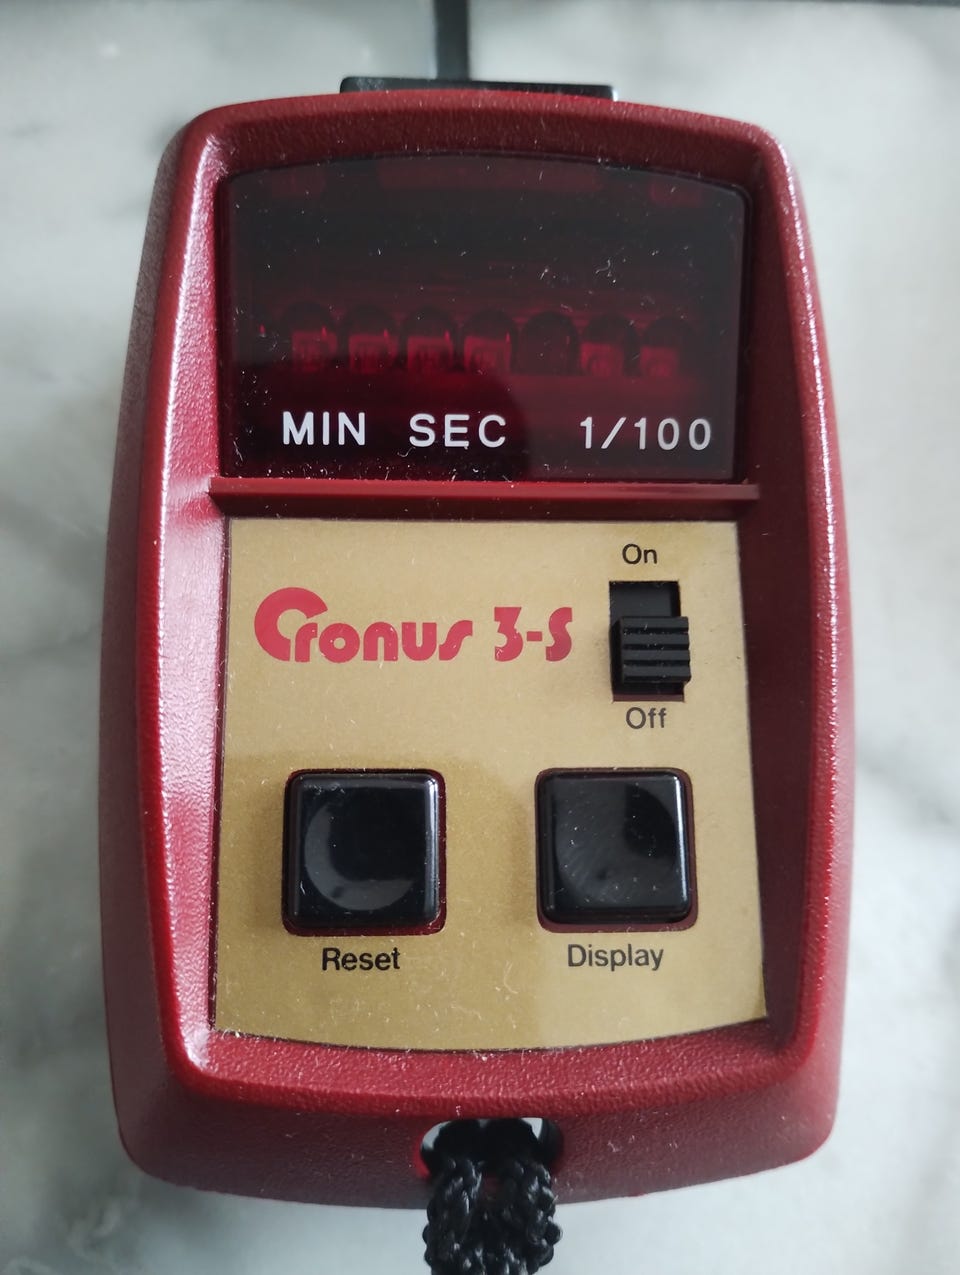 MIN SEC 1/100
On
Cronus 3-S
Off
Reset Display